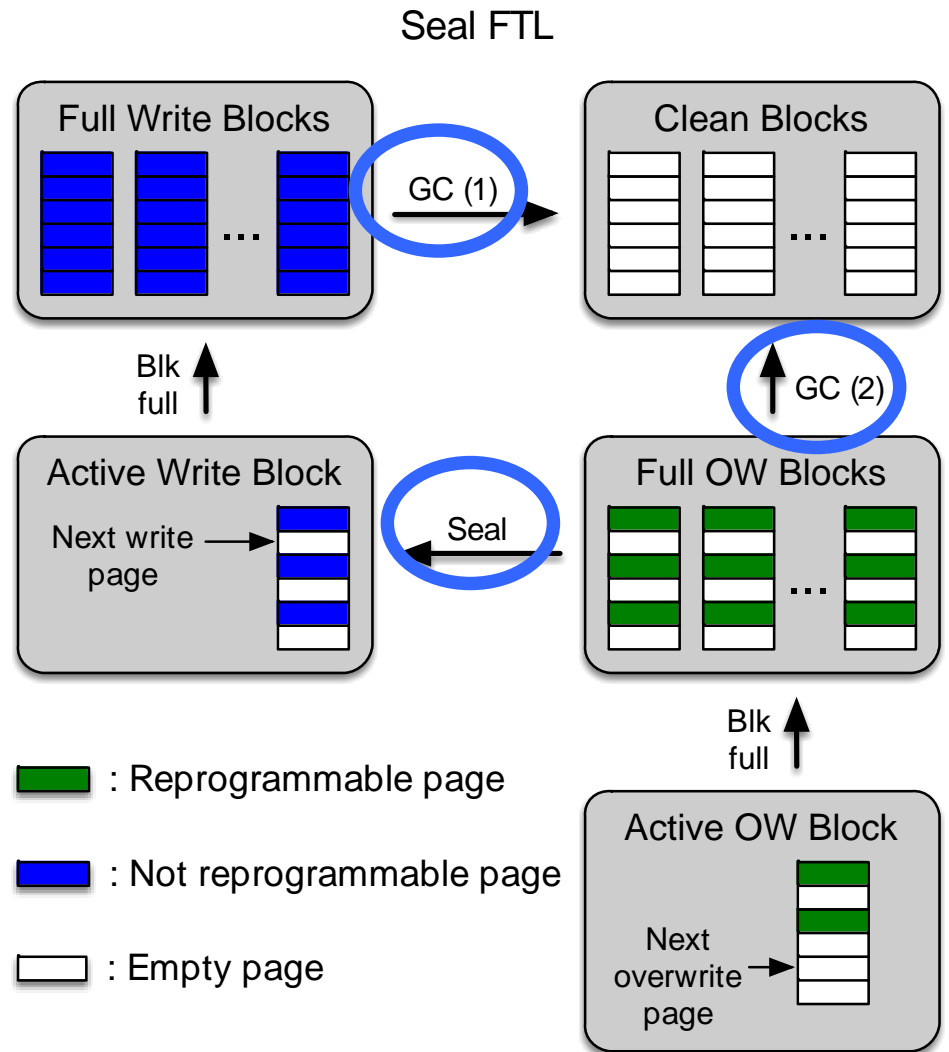 Seal FTL
Full Write Blocks
...
GC (1)
Clean Blocks
...
Blk
full
GC (2)
Active Write Block
Next write
page
Seal
Full OW Blocks
...
Blk
full
: Reprogrammable page
: Not reprogrammable page
: Empty page
Active OW Block
Next
overwrite
page